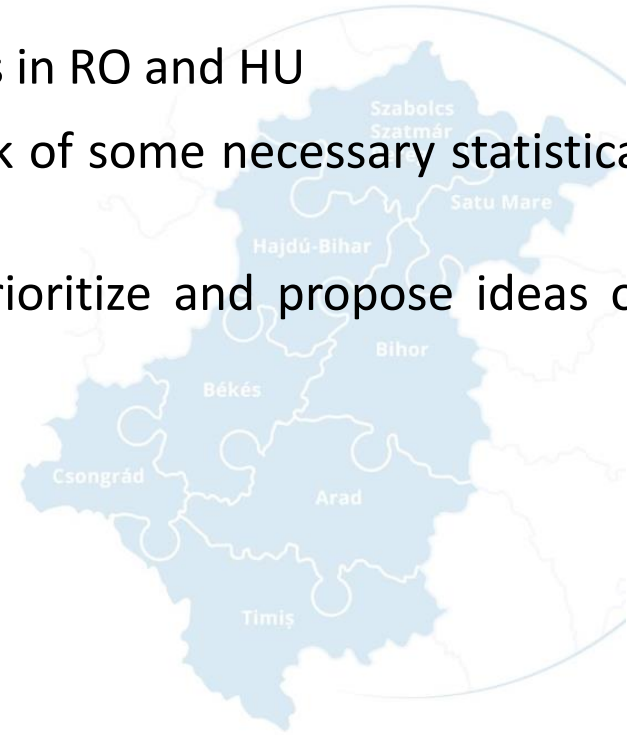 s in RO and HU
k of some necessary statistica
rioritize and propose ideas o
Szabolcs
Szatmár
Satu Mare
Hajdú-Bihar
Bihor
Békés
Csongrád
Arad
Timiș